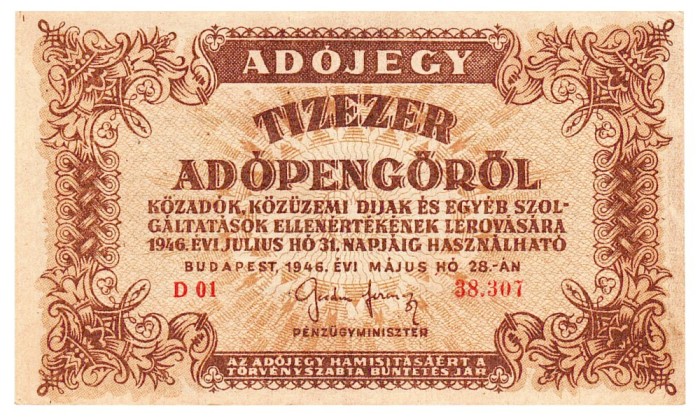 ADÓJEGY
TIZEZER
ADÓPENGŐRŐL
KÖZADÓK, KÖZÜZEMI DIJAK ÉS EGYÉB SZOL-
GÁLTATÁSOK ELLENÉRTÉKÉNEK LEROVÁSÁRA
1946. ÉVI JULIUS HÓ 31. NAPJÁIG HASZNÁLHATÓ
BUDAPEST, 1946. ÉVI MÁJUS HÓ 28.-ÁN
D 01 38.307
PÉNZÜGYMINISZTER
AZ ADÓJEGY HAMISITÁSÁÉRT A
TÖRVÉNYSZABTA BÜNTETÉS JÁR